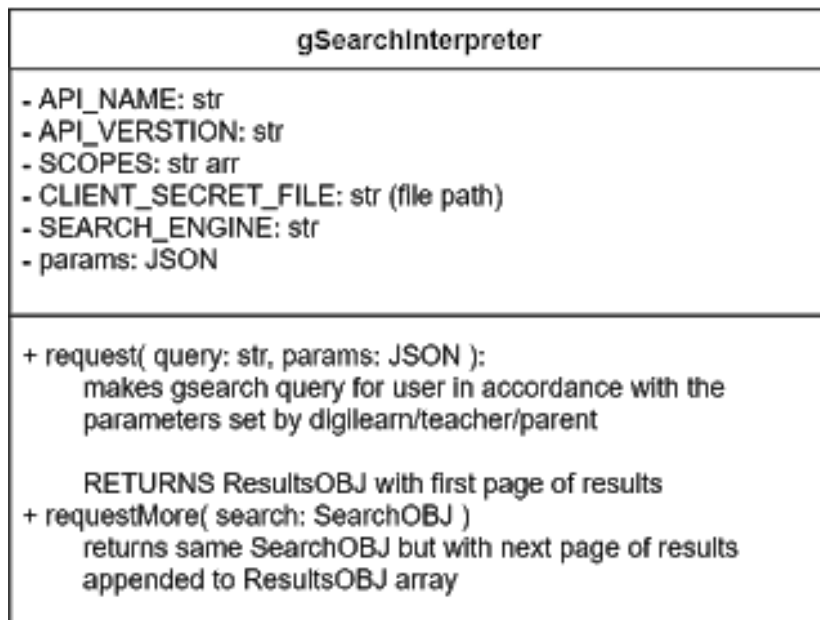 gSearchInterpreter
- API_NAME: str
- API_VERSTION: str
- SCOPES: str arr
- CLIENT_SECRET_FILE: str (file path)
- SEARCH_ENGINE: str
- params: JSON
+ request( query: str, params: JSON ):
makes gsearch query for user in accordance with the
parameters set by digilearn/teacher/parent
RETURNS ResultsOBJ with first page of results
+ requestMore( search: SearchOBJ )
returns same SearchOBJ but with next page of results
appended to ResultsOBJ array